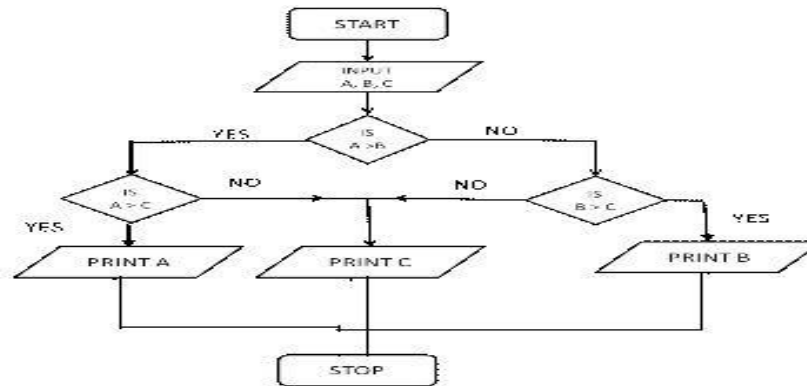 START
INPUT
A, B, C
YES
IS
A >B
NO
IS
A > C
NO
NO
IS
B > C
YES
YES
PRINT A
PRINT C
PRINT B
STOP